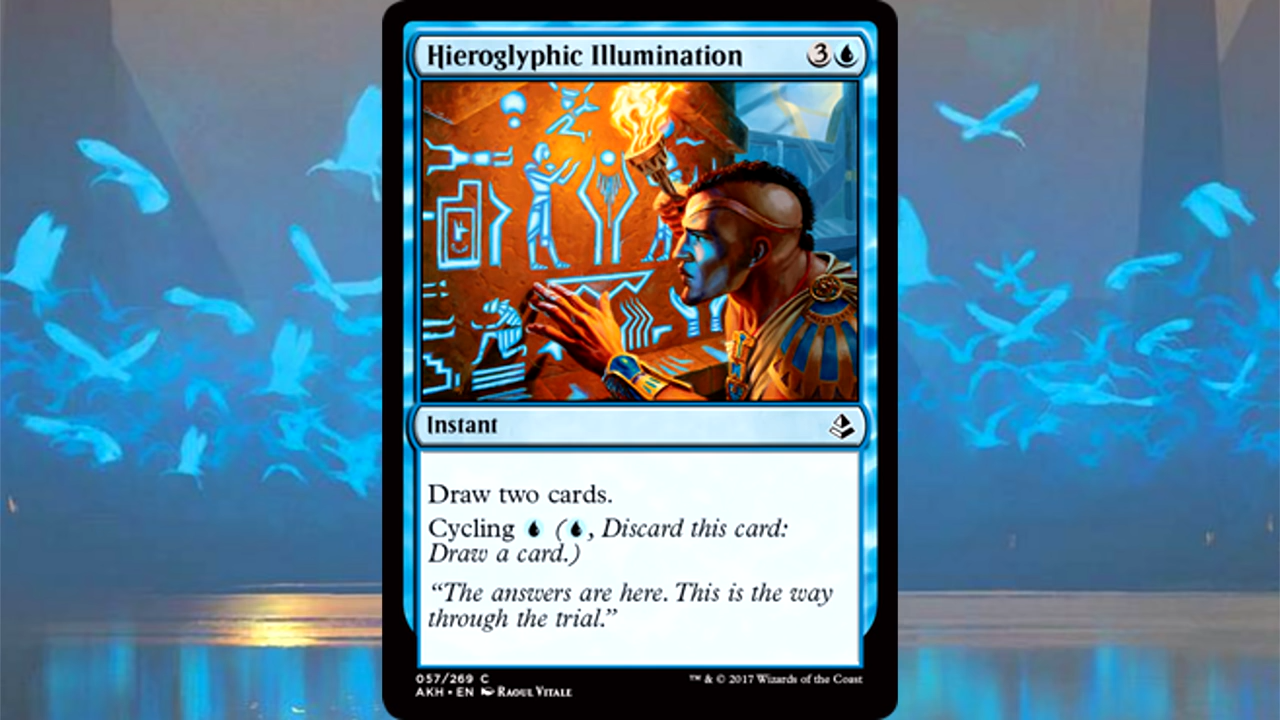 Hieroglyphic Illumination 3
Instant
Draw two cards.
Cycling (, Discard this card:
Draw a card.)
“The answers are here. This is the way
through the trial.”
057/269 C
AKH • EN Raoul Vitale
™ & © 2017 Wizards of the Coast